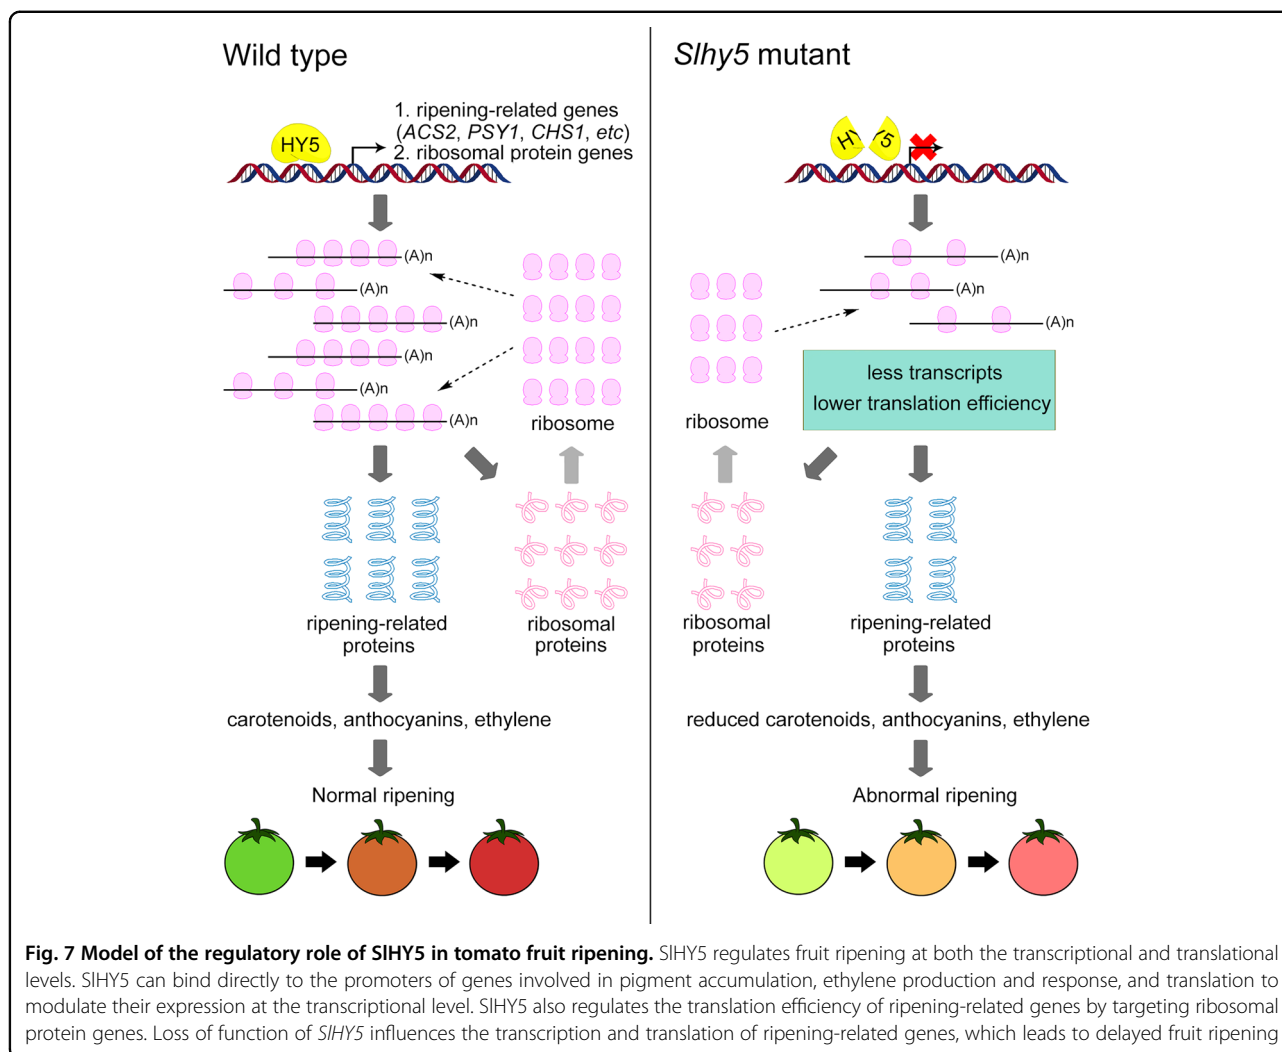 Wild type
HY5
1. ripening-related genes
(ACS2, PSY1, CHS1, etc)
2. ribosomal protein genes
(A)n
(A)n
(A)n
(A)n
(A)n
(A)n
ribosome
ripening-related
proteins
ribosomal
proteins
carotenoids, anthocyanins, ethylene
Normal ripening
Slhy5 mutant
HY5
(A)n
(A)n
(A)n
less transcripts
lower translation efficiency
ribosome
ribosomal
proteins
ripening-related
proteins
reduced carotenoids, anthocyanins, ethylene
Abnormal ripening
Fig. 7 Model of the regulatory role of SlHY5 in tomato fruit ripening. SlHY5 regulates fruit ripening at both the transcriptional and translational
levels. SlHY5 can bind directly to the promoters of genes involved in pigment accumulation, ethylene production and response, and translation to
modulate their expression at the transcriptional level. SlHY5 also regulates the translation efficiency of ripening-related genes by targeting ribosomal
protein genes. Loss of function of SlHY5 influences the transcription and translation of ripening-related genes, which leads to delayed fruit ripening